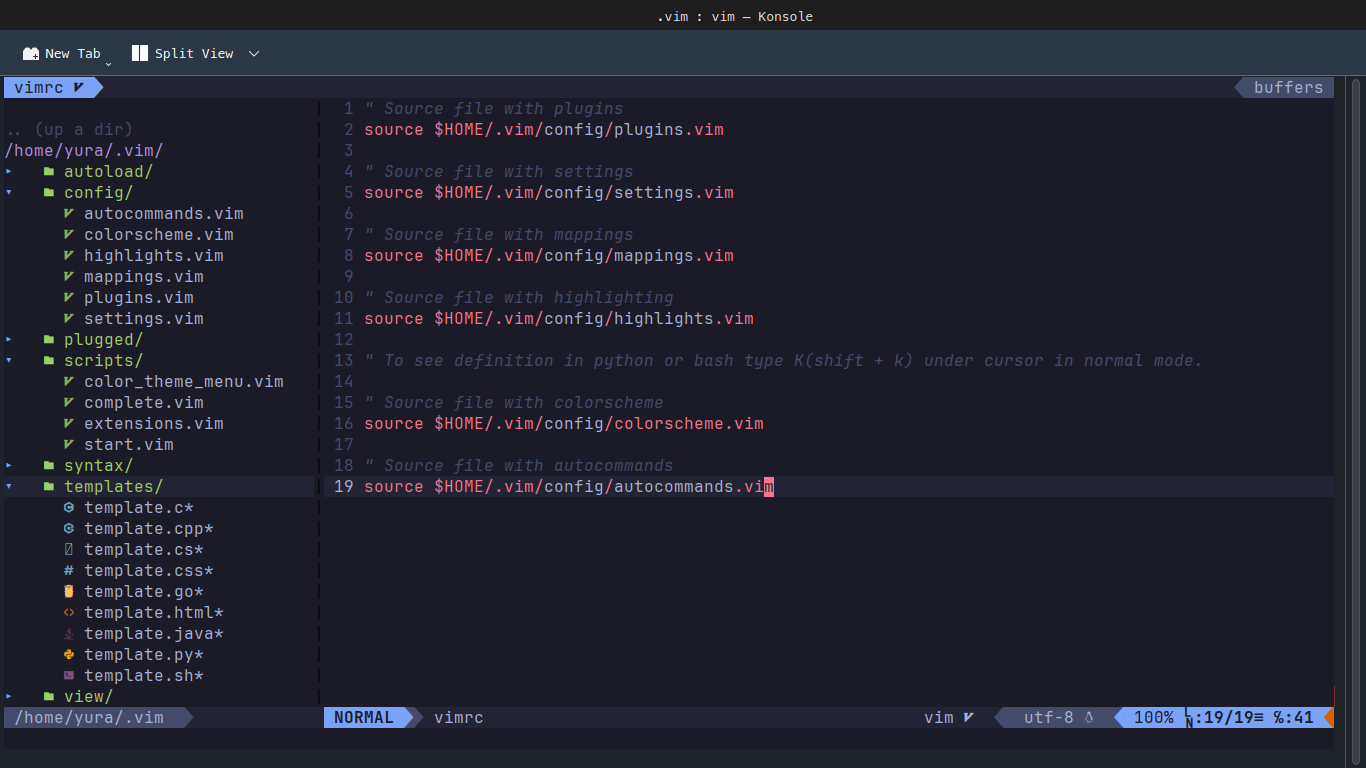 .vim : vim — Konsole
New Tab
Split View
vimrc
buffers
.. (up a dir)
/home/yura/.vim/
autoload/
config/
autocommands.vim
colorscheme.vim
highlights.vim
mappings.vim
plugins.vim
settings.vim
plugged/
scripts/
color_theme_menu.vim
complete.vim
extensions.vim
start.vim
syntax/
templates/
template.c*
template.cpp*
template.cs*
template.css*
template.go*
template.html*
template.java*
template.py*
template.sh*
view/
/home/yura/.vim
1 " Source file with plugins
2 source $HOME/.vim/config/plugins.vim
3
4 " Source file with settings
5 source $HOME/.vim/config/settings.vim
6
7 " Source file with mappings
8 source $HOME/.vim/config/mappings.vim
9
10 " Source file with highlighting
11 source $HOME/.vim/config/highlights.vim
12
13 " To see definition in python or bash type K(shift + k) under cursor in normal mode.
14
15 " Source file with colorscheme
16 source $HOME/.vim/config/colorscheme.vim
17
18 " Source file with autocommands
19 source $HOME/.vim/config/autocommands.vim
NORMAL vimrc vim utf-8 100% LN:19/19≡ ℅:41